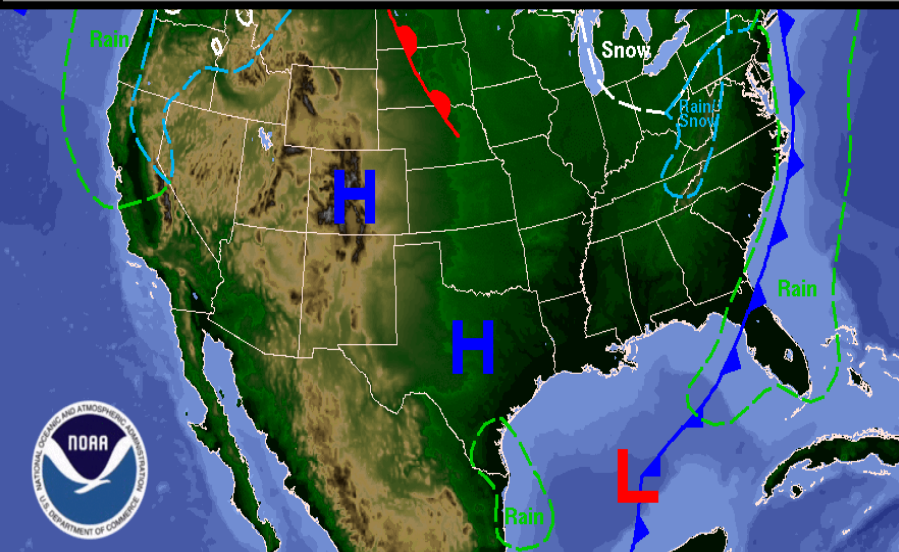 Rain
Snow
Rain/
Snow
H
Rain
H
L
Rain
NOAA
NATIONAL OCEANIC AND ATMOSPHERIC ADMINISTRATION
U.S. DEPARTMENT OF COMMERCE